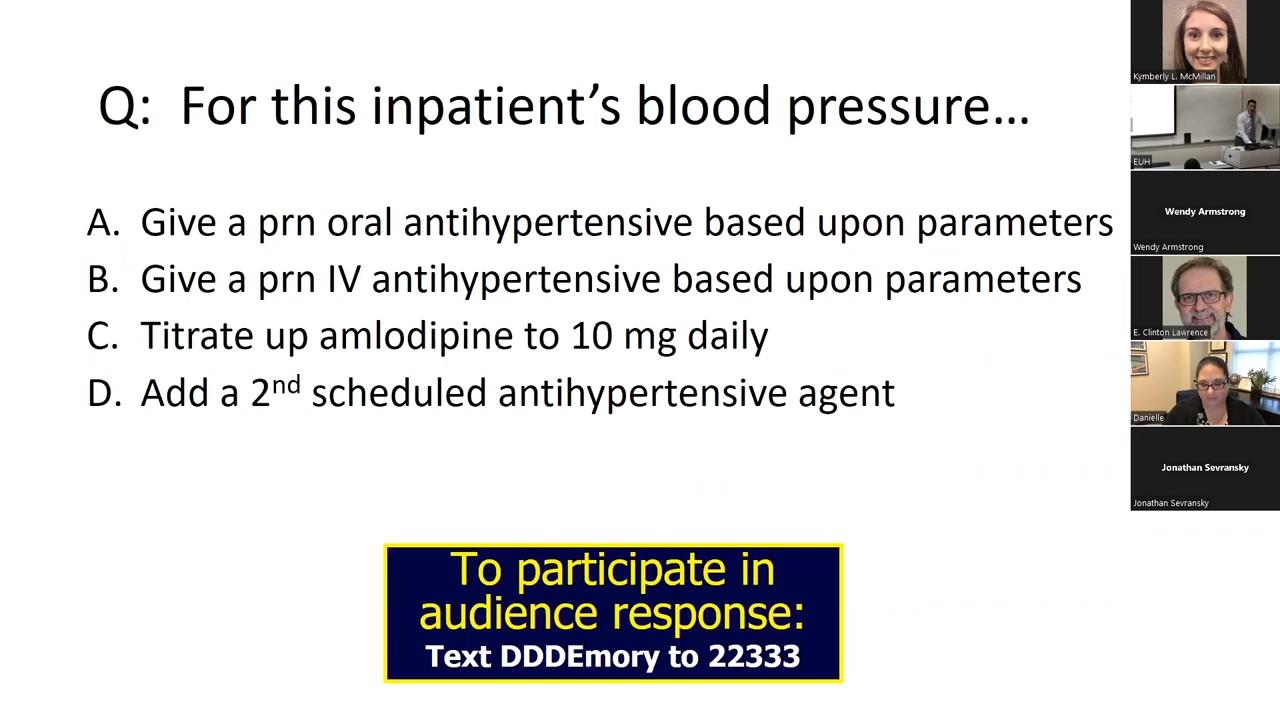 Q: For this inpatient’s blood pressure…
A. Give a prn oral antihypertensive based upon parameters
B. Give a prn IV antihypertensive based upon parameters
C. Titrate up amlodipine to 10 mg daily
D. Add a 2nd scheduled antihypertensive agent
To participate in
audience response:
Text DDDEmory to 22333
Kymberly L. McMillan
EUH
Wendy Armstrong
Wendy Armstrong
E. Clinton Lawrence
Danielle
Jonathan Sevransky
Jonathan Sevransky